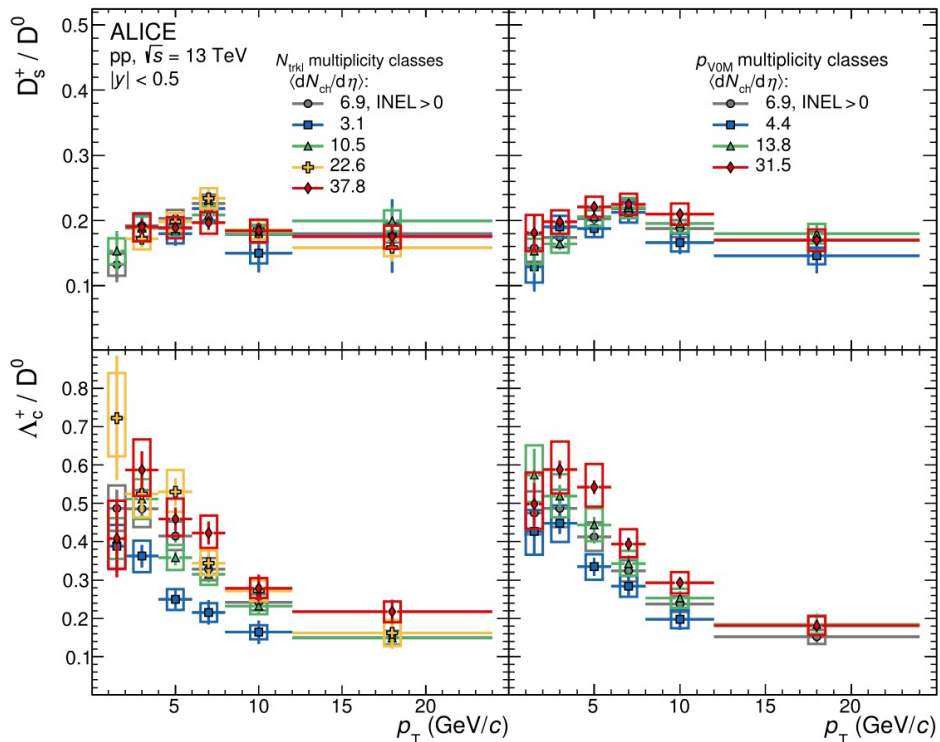 D_s^+ / D^0
0.5
0.4
0.3
0.2
0.1
ALICE
pp, √s = 13 TeV
|y| < 0.5
N_trkl multiplicity classes
⟨dN_ch/dη⟩:
6.9, INEL > 0
3.1
10.5
22.6
37.8
p_V0M multiplicity classes
⟨dN_ch/dη⟩:
6.9, INEL > 0
4.4
13.8
31.5
Λ_c^+ / D^0
0.8
0.7
0.6
0.5
0.4
0.3
0.2
0.1
5 10 15 20
p_T (GeV/c)
5 10 15 20
p_T (GeV/c)